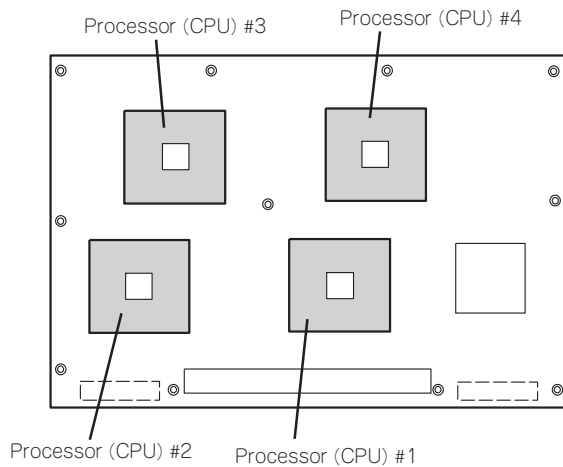 Processor (CPU) #3
Processor (CPU) #4
Processor (CPU) #2
Processor (CPU) #1